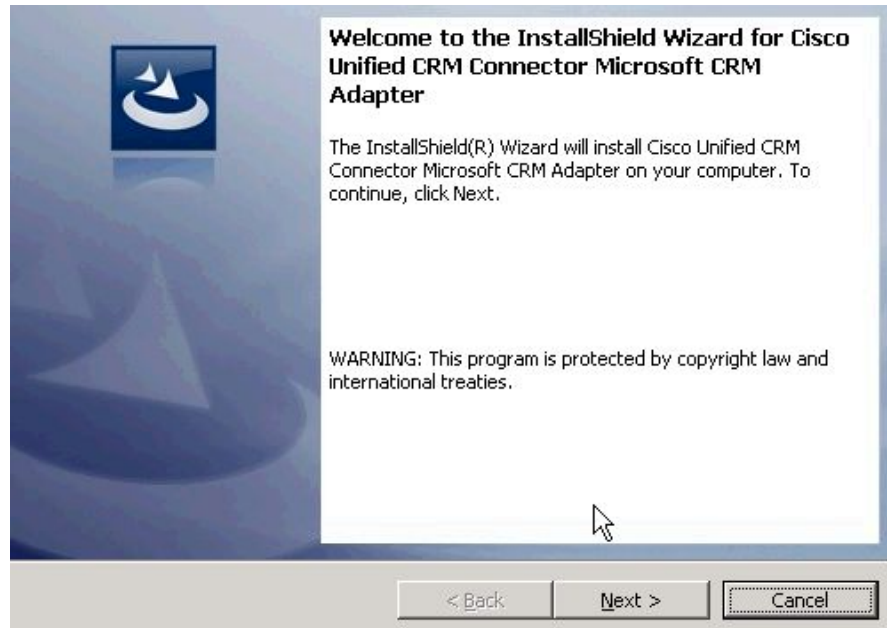 Welcome to the InstallShield Wizard for Cisco
Unified CRM Connector Microsoft CRM
Adapter
The InstallShield(R) Wizard will install Cisco Unified CRM
Connector Microsoft CRM Adapter on your computer. To
continue, click Next.
WARNING: This program is protected by copyright law and
international treaties.
< Back
Next >
Cancel